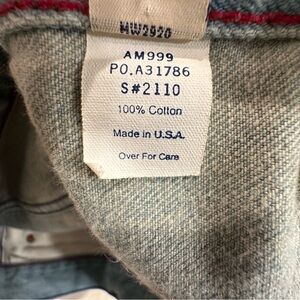 MW2920
AM999
PO.A31786
S#2110
100% Cotton
Made in U.S.A.
Over For Care